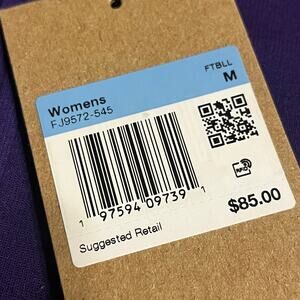 Womens
FJ9572-545
FTBLL
M
1 97594 09739 1
RFID
Suggested Retail
$85.00